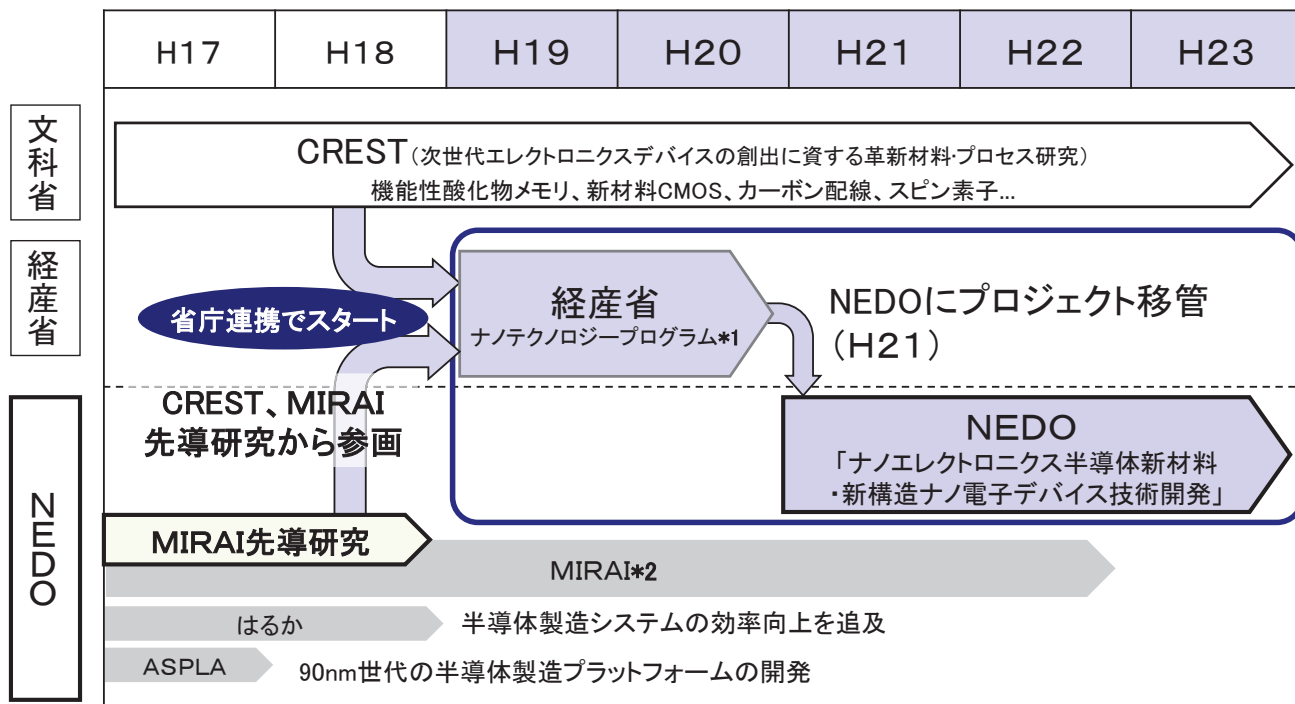 H17 H18 H19 H20 H21 H22 H23
文科省
CREST(次世代エレクトロニクスデバイスの創出に資する革新材料・プロセス研究)
機能性酸化物メモリ、新材料CMOS、カーボン配線、スピン素子...
経産省
省庁連携でスタート
経産省
ナノテクノロジープログラム*1
NEDOにプロジェクト移管
(H21)
CREST、MIRAI
先導研究から参画
NEDO
NEDO
「ナノエレクトロニクス半導体新材料
・新構造ナノ電子デバイス技術開発」
MIRAI先導研究
MIRAI*2
はるか
半導体製造システムの効率向上を追及
ASPLA
90nm世代の半導体製造プラットフォームの開発